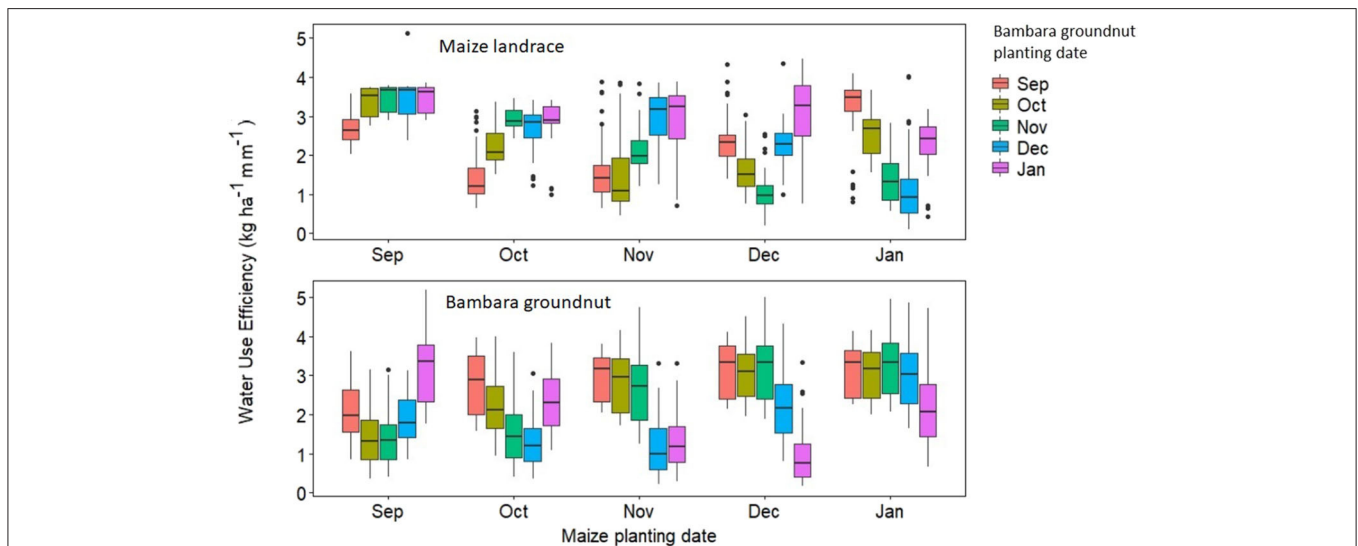 Maize landrace
5
4
3
2
1
0
Sep
Oct
Nov
Dec
Jan
Water Use Efficiency (kg ha⁻¹ mm⁻¹)
Bambara groundnut
5
4
3
2
1
0
Sep
Oct
Nov
Dec
Jan
Maize planting date
Bambara groundnut
planting date
Sep
Oct
Nov
Dec
Jan